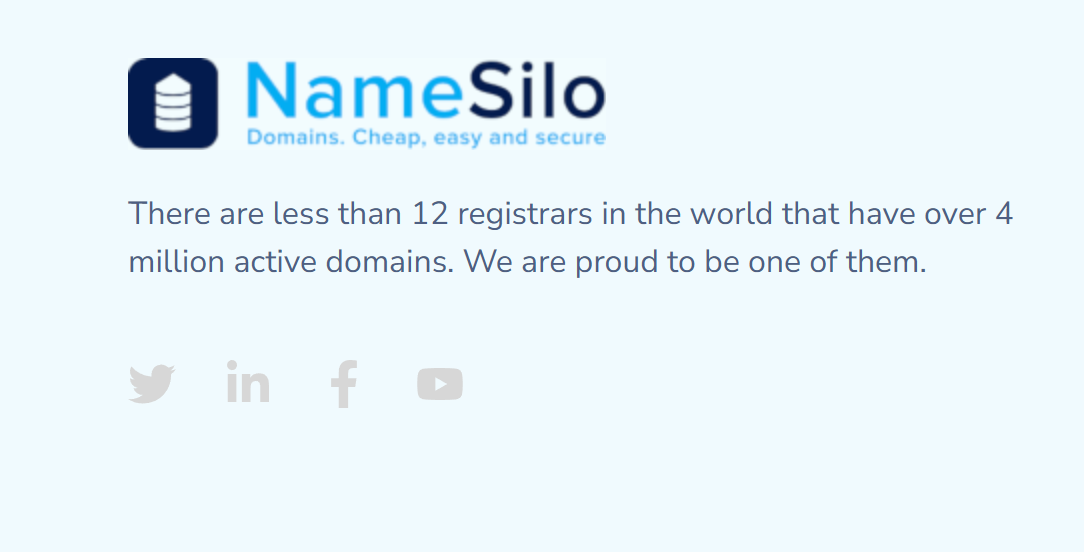 NameSilo
Domains. Cheap, easy and secure
There are less than 12 registrars in the world that have over 4
million active domains. We are proud to be one of them.